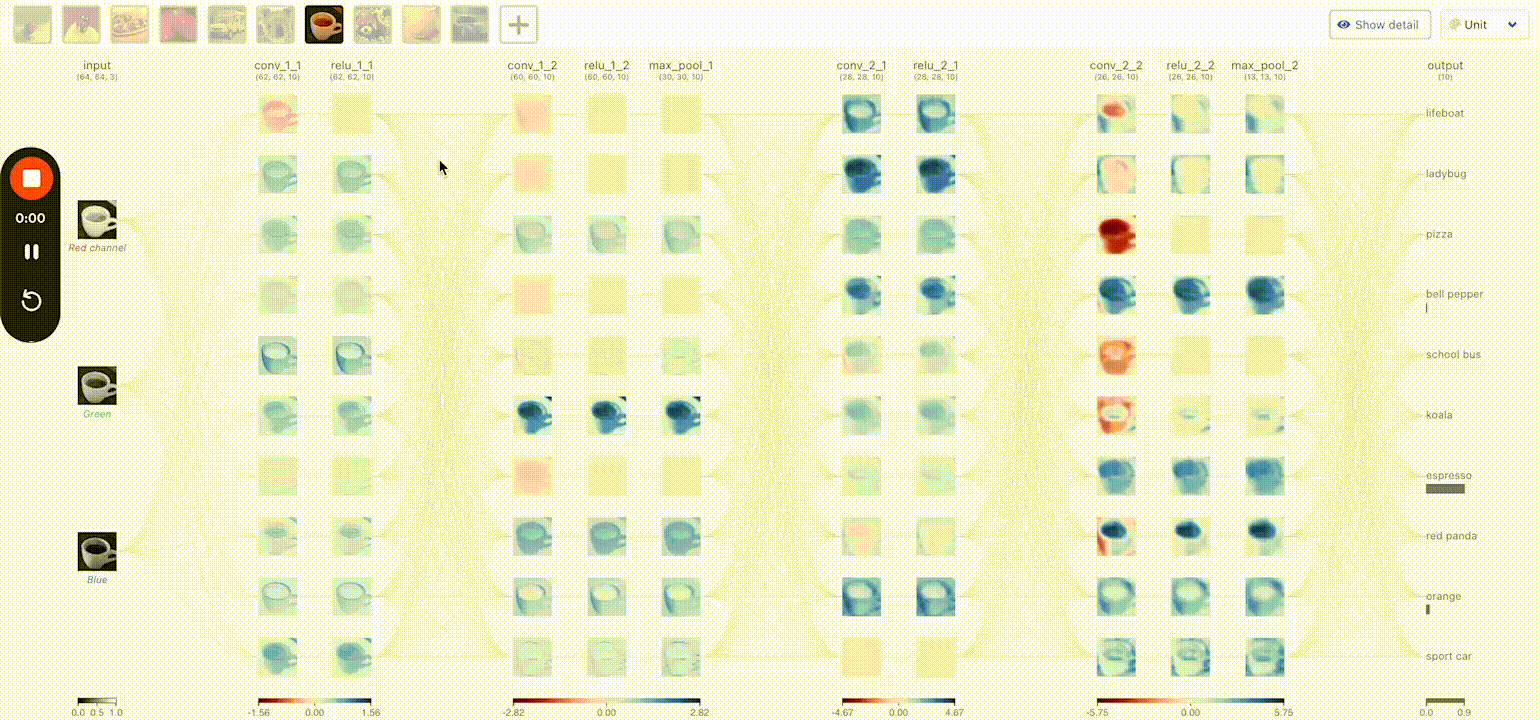 Show detail
Unit
input conv_1_1 relu_1_1 conv_1_2 relu_1_2 max_pool_1 conv_2_1 relu_2_1 conv_2_2 relu_2_2 max_pool_2 output
(64, 64, 3) (62, 62, 10) (62, 62, 10) (60, 60, 10) (60, 60, 10) (30, 30, 10) (28, 28, 10) (28, 28, 10) (26, 26, 10) (26, 26, 10) (13, 13, 10) (10)
lifeboat
ladybug
0:00
pizza
Red channel
bell pepper
school bus
Green
koala
espresso
red panda
Blue
orange
sport car
0.0 0.5 1.0 -1.56 0.00 1.56 -2.82 0.00 2.82 -4.67 0.00 4.67 -5.75 0.00 5.75 0.0 0.9